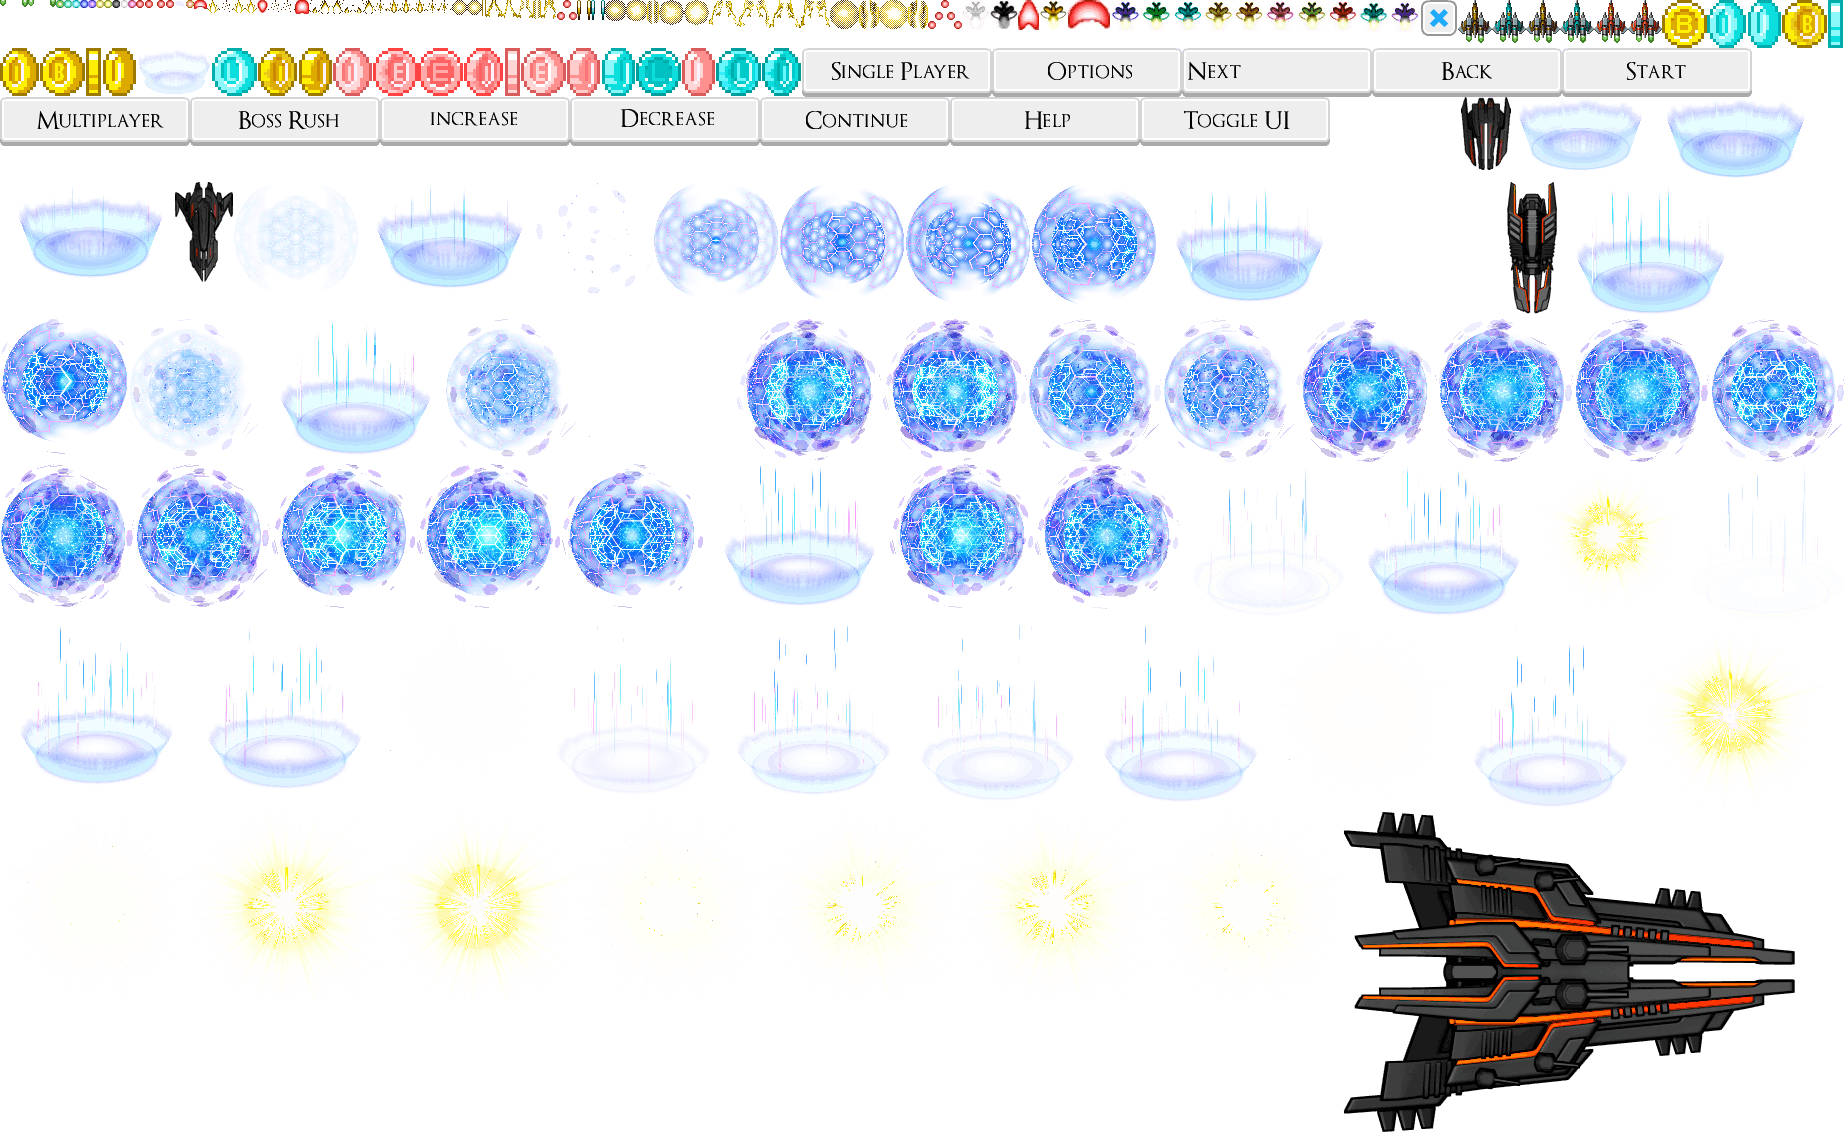 Single Player
Options
Next
Back
Start
Multiplayer
Boss Rush
increase
Decrease
Continue
Help
Toggle UI